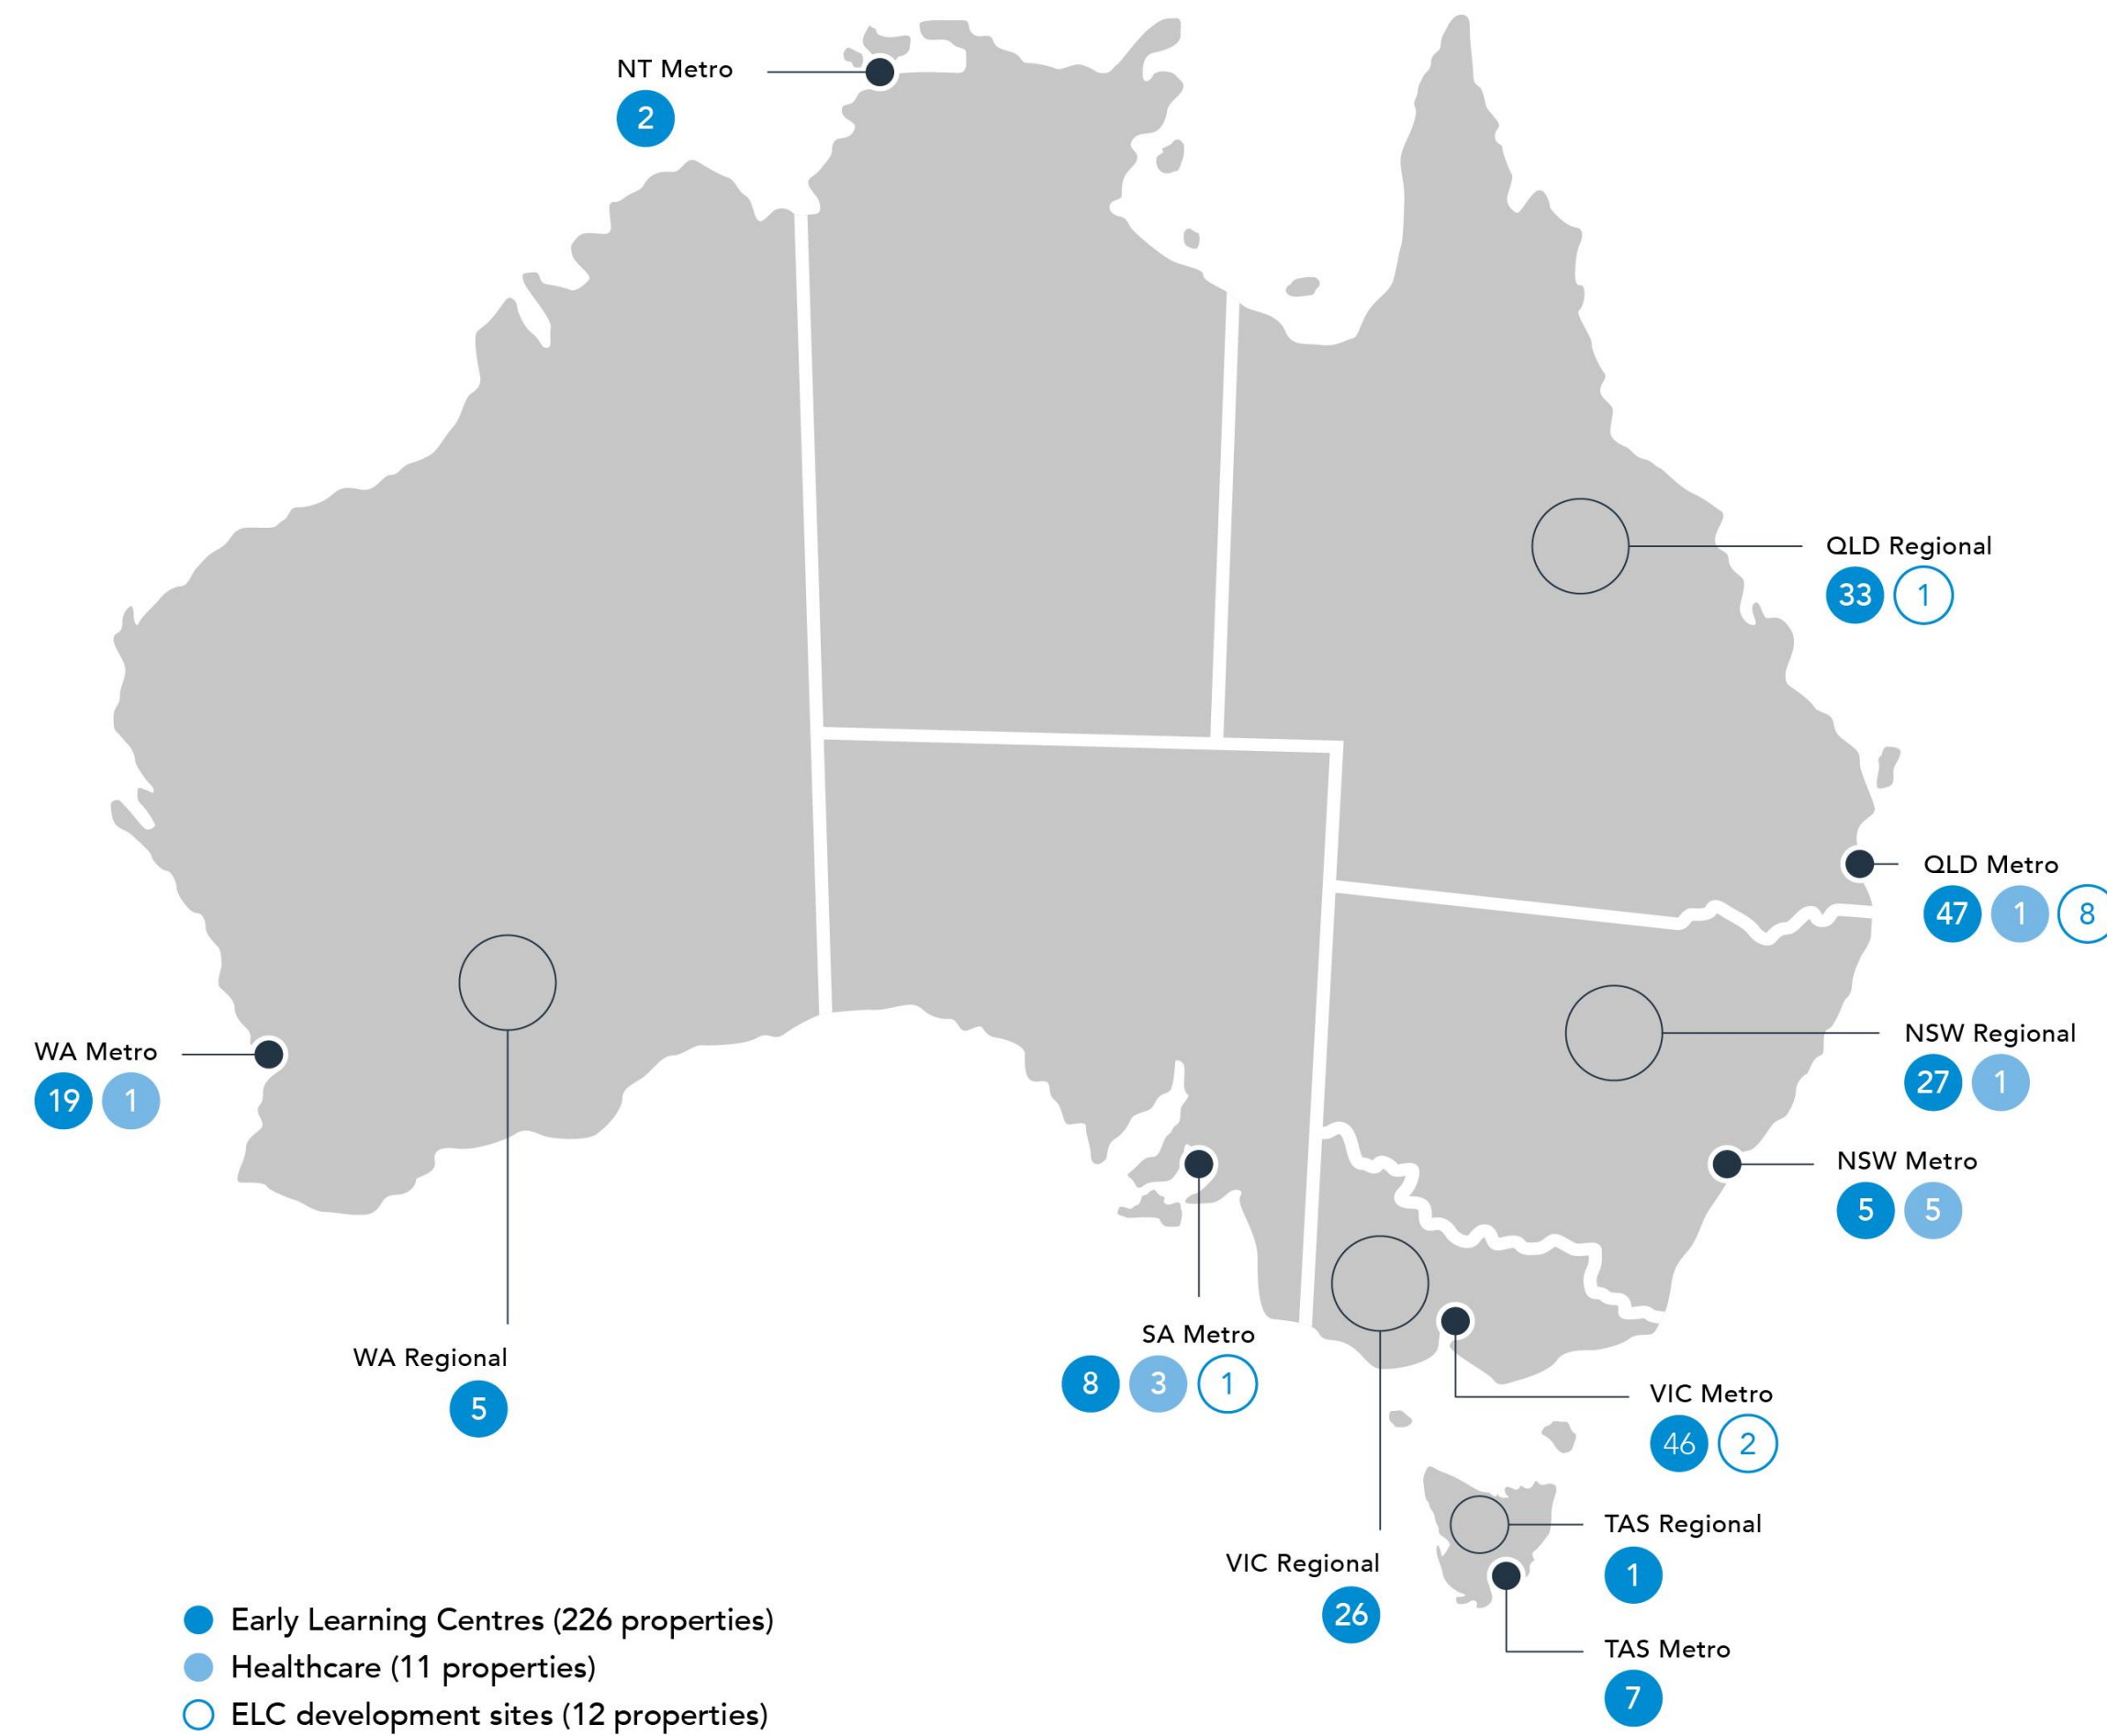 NT Metro
2
QLD Regional
33 1
QLD Metro
47 1 8
WA Metro
19 1
NSW Regional
27 1
NSW Metro
5 5
SA Metro
8 3 1
WA Regional
5
VIC Metro
46 2
TAS Regional
1
VIC Regional
26
TAS Metro
7
Early Learning Centres (226 properties)
Healthcare (11 properties)
ELC development sites (12 properties)